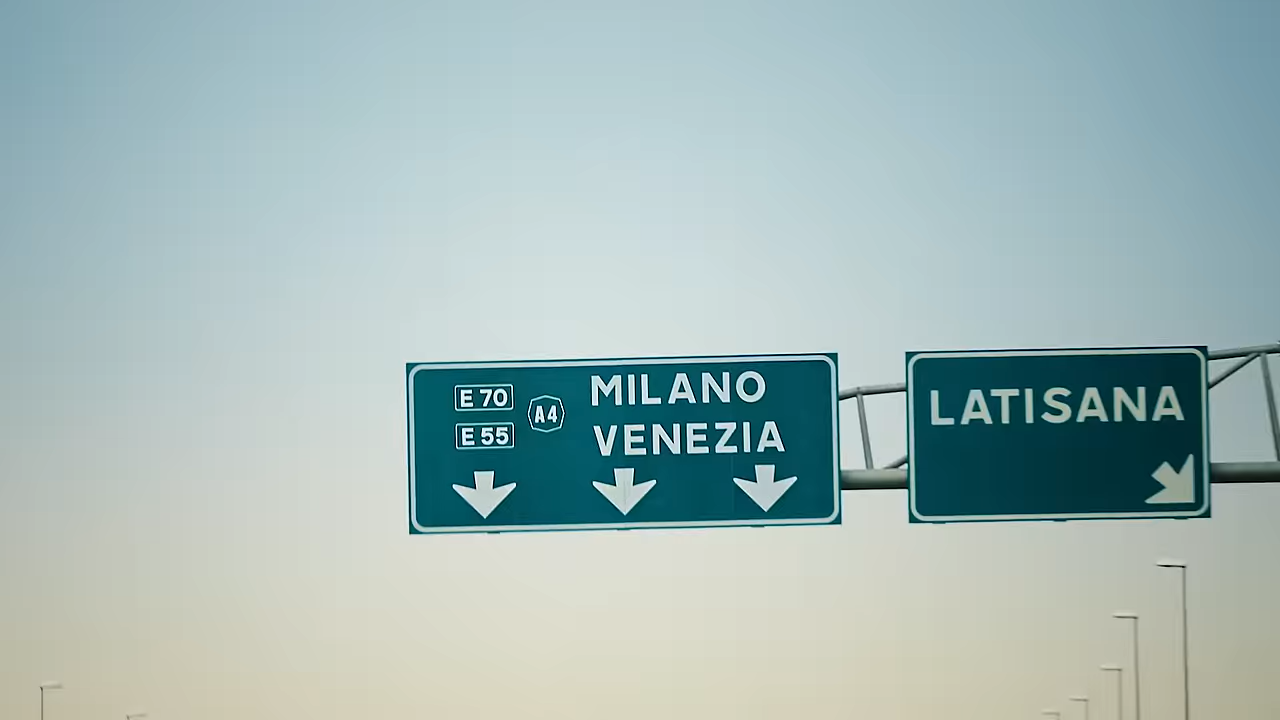 E 70
E 55
A4
MILANO
VENEZIA
LATISANA